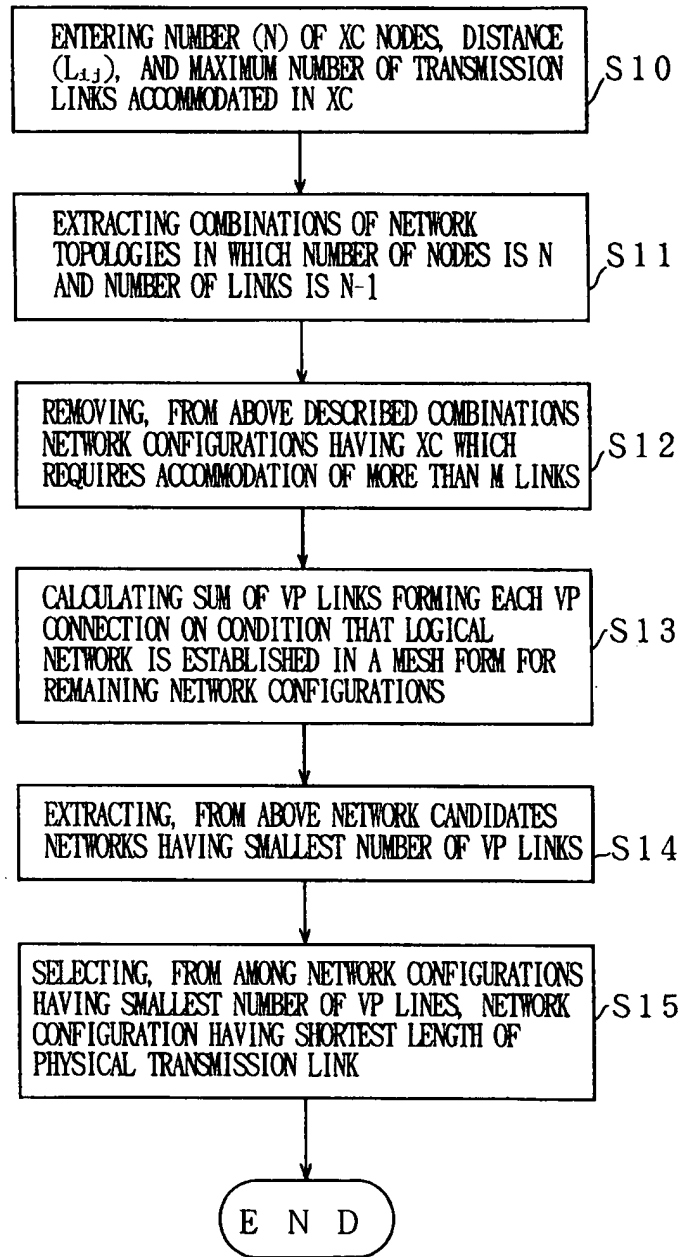 ENTERING NUMBER (N) OF XC NODES, DISTANCE
(Lij), AND MAXIMUM NUMBER OF TRANSMISSION
LINKS ACCOMMODATED IN XC
S10
EXTRACTING COMBINATIONS OF NETWORK
TOPOLOGIES IN WHICH NUMBER OF NODES IS N
AND NUMBER OF LINKS IS N-1
S11
REMOVING, FROM ABOVE DESCRIBED COMBINATIONS
NETWORK CONFIGURATIONS HAVING XC WHICH
REQUIRES ACCOMMODATION OF MORE THAN M LINKS
S12
CALCULATING SUM OF VP LINKS FORMING EACH VP
CONNECTION ON CONDITION THAT LOGICAL
NETWORK IS ESTABLISHED IN A MESH FORM FOR
REMAINING NETWORK CONFIGURATIONS
S13
EXTRACTING, FROM ABOVE NETWORK CANDIDATES
NETWORKS HAVING SMALLEST NUMBER OF VP LINKS
S14
SELECTING, FROM AMONG NETWORK CONFIGURATIONS
HAVING SMALLEST NUMBER OF VP LINES, NETWORK
CONFIGURATION HAVING SHORTEST LENGTH OF
PHYSICAL TRANSMISSION LINK
S15
E N D